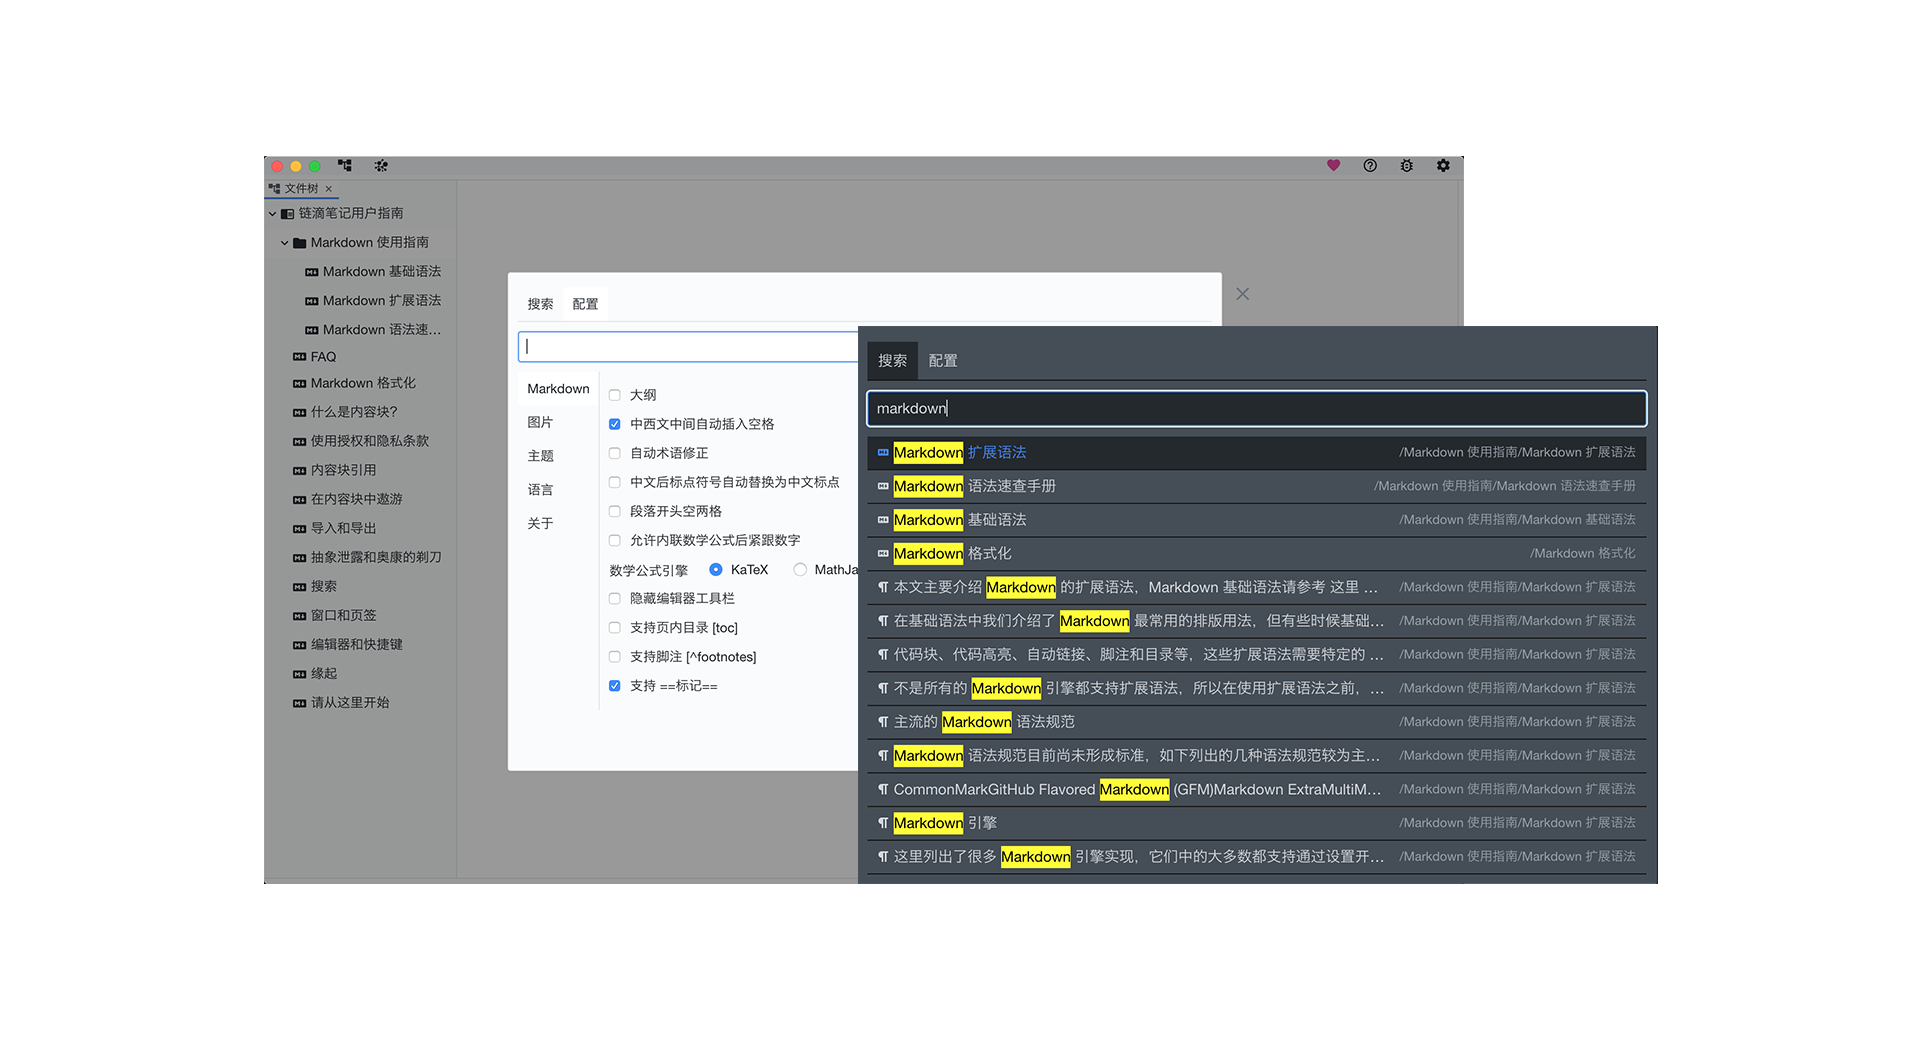 文件树
链滴笔记用户指南
Markdown 使用指南
Markdown 基础语法
Markdown 扩展语法
Markdown 语法速…
FAQ
Markdown 格式化
什么是内容块?
使用授权和隐私条款
内容块引用
在内容块中遨游
导入和导出
抽象泄露和奥康的剃刀
搜索
窗口和页签
编辑器和快捷键
缘起
请从这里开始
搜索 配置
Markdown
图片
主题
语言
关于
大纲
中西文中间自动插入空格
自动术语修正
中文后标点符号自动替换为中文标点
段落开头空两格
允许内联数学公式后紧跟数字
数学公式引擎 KaTeX MathJa
隐藏编辑器工具栏
支持页内目录 [toc]
支持脚注 [^footnotes]
支持 ==标记==
搜索 配置
markdown
Markdown 扩展语法 /Markdown 使用指南/Markdown 扩展语法
Markdown 语法速查手册 /Markdown 使用指南/Markdown 语法速查手册
Markdown 基础语法 /Markdown 使用指南/Markdown 基础语法
Markdown 格式化 /Markdown 格式化
本文主要介绍 Markdown 的扩展语法，Markdown 基础语法请参考 这里 … /Markdown 使用指南/Markdown 扩展语法
在基础语法中我们介绍了 Markdown 最常用的排版用法，但有些时候基础… /Markdown 使用指南/Markdown 扩展语法
代码块、代码高亮、自动链接、脚注和目录等，这些扩展语法需要特定的 … /Markdown 使用指南/Markdown 扩展语法
不是所有的 Markdown 引擎都支持扩展语法，所以在使用扩展语法之前，… /Markdown 使用指南/Markdown 扩展语法
主流的 Markdown 语法规范 /Markdown 使用指南/Markdown 扩展语法
Markdown 语法规范目前尚未形成标准，如下列出的几种语法规范较为主… /Markdown 使用指南/Markdown 扩展语法
CommonMarkGitHub Flavored Markdown (GFM)Markdown ExtraMultiM… /Markdown 使用指南/Markdown 扩展语法
Markdown 引擎 /Markdown 使用指南/Markdown 扩展语法
这里列出了很多 Markdown 引擎实现，它们中的大多数都支持通过设置开… /Markdown 使用指南/Markdown 扩展语法